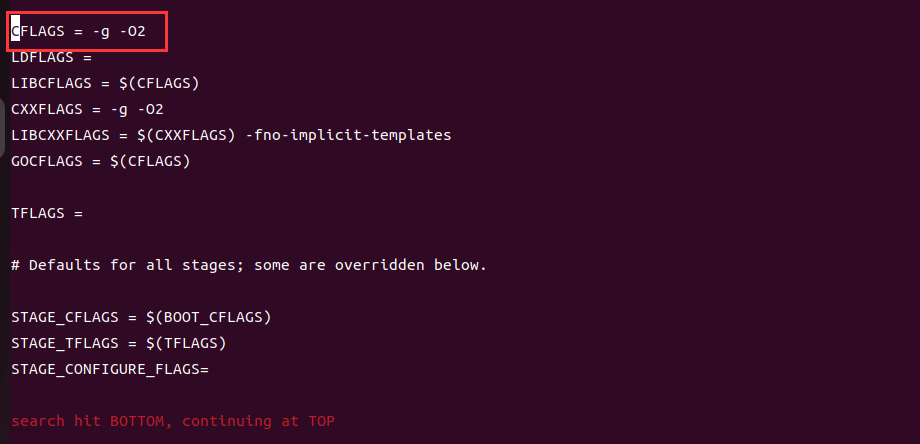 CFLAGS = -g -O2
LDFLAGS =
LIBCFLAGS = $(CFLAGS)
CXXFLAGS = -g -O2
LIBCXXFLAGS = $(CXXFLAGS) -fno-implicit-templates
GOCFLAGS = $(CFLAGS)
TFLAGS =
# Defaults for all stages; some are overridden below.
STAGE_CFLAGS = $(BOOT_CFLAGS)
STAGE_TFLAGS = $(TFLAGS)
STAGE_CONFIGURE_FLAGS=
search hit BOTTOM, continuing at TOP